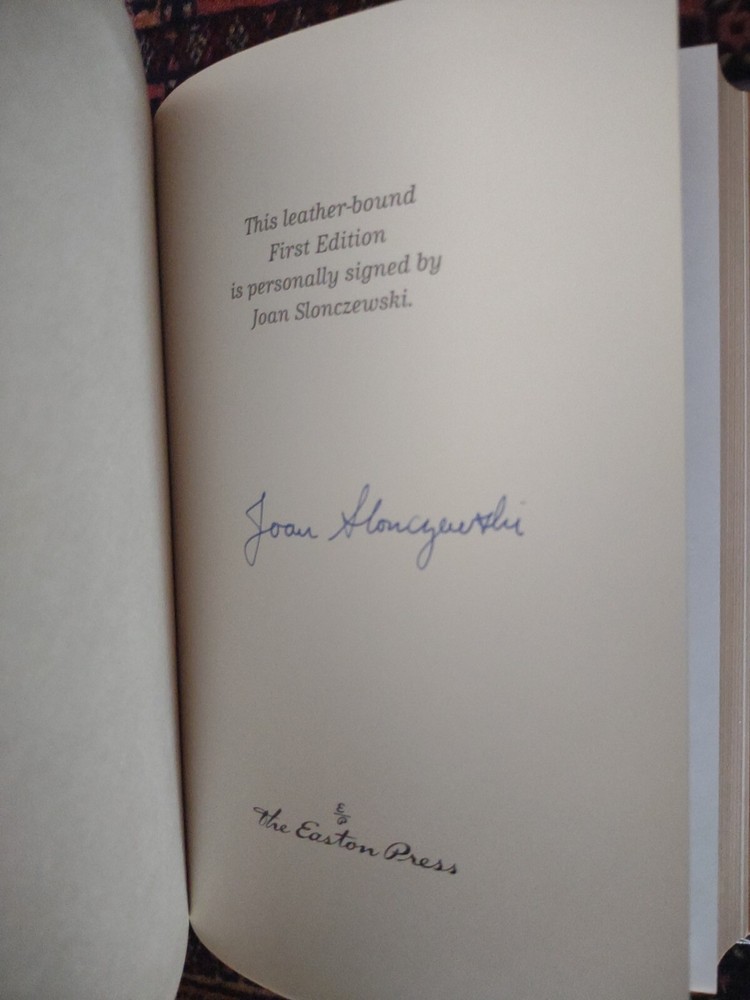 This leather-bound
First Edition
is personally signed by
Joan Slonczewski.
Joan Slonczewski
E/P
the Easton Press